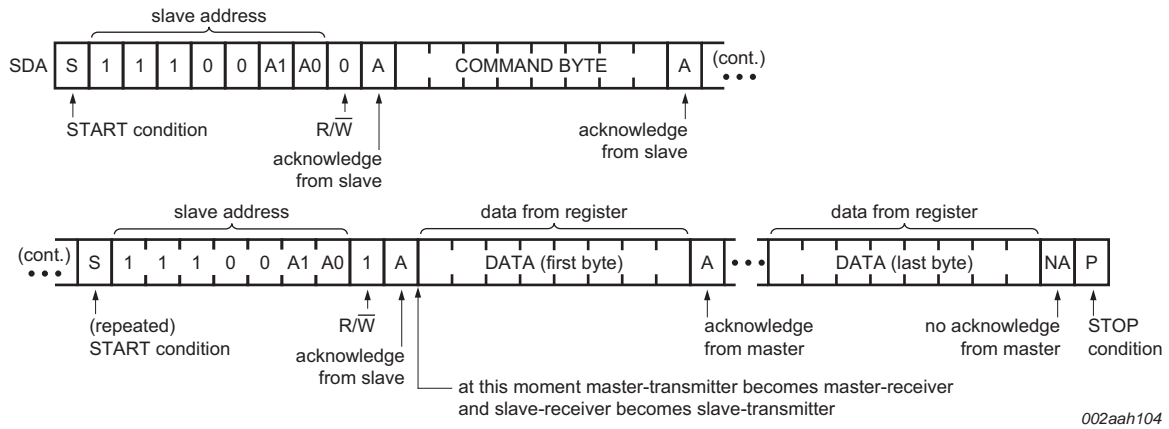 slave address
SDA S 1 1 1 0 0 A1 A0 0 A COMMAND BYTE A (cont.)
START condition R/W̅ acknowledge from slave acknowledge from slave
slave address data from register data from register
(cont.) S 1 1 1 0 0 A1 A0 1 A DATA (first byte) A DATA (last byte) NA P
(repeated) START condition R/W̅ acknowledge from slave acknowledge from master no acknowledge from master STOP condition
at this moment master-transmitter becomes master-receiver
and slave-receiver becomes slave-transmitter
002aah104